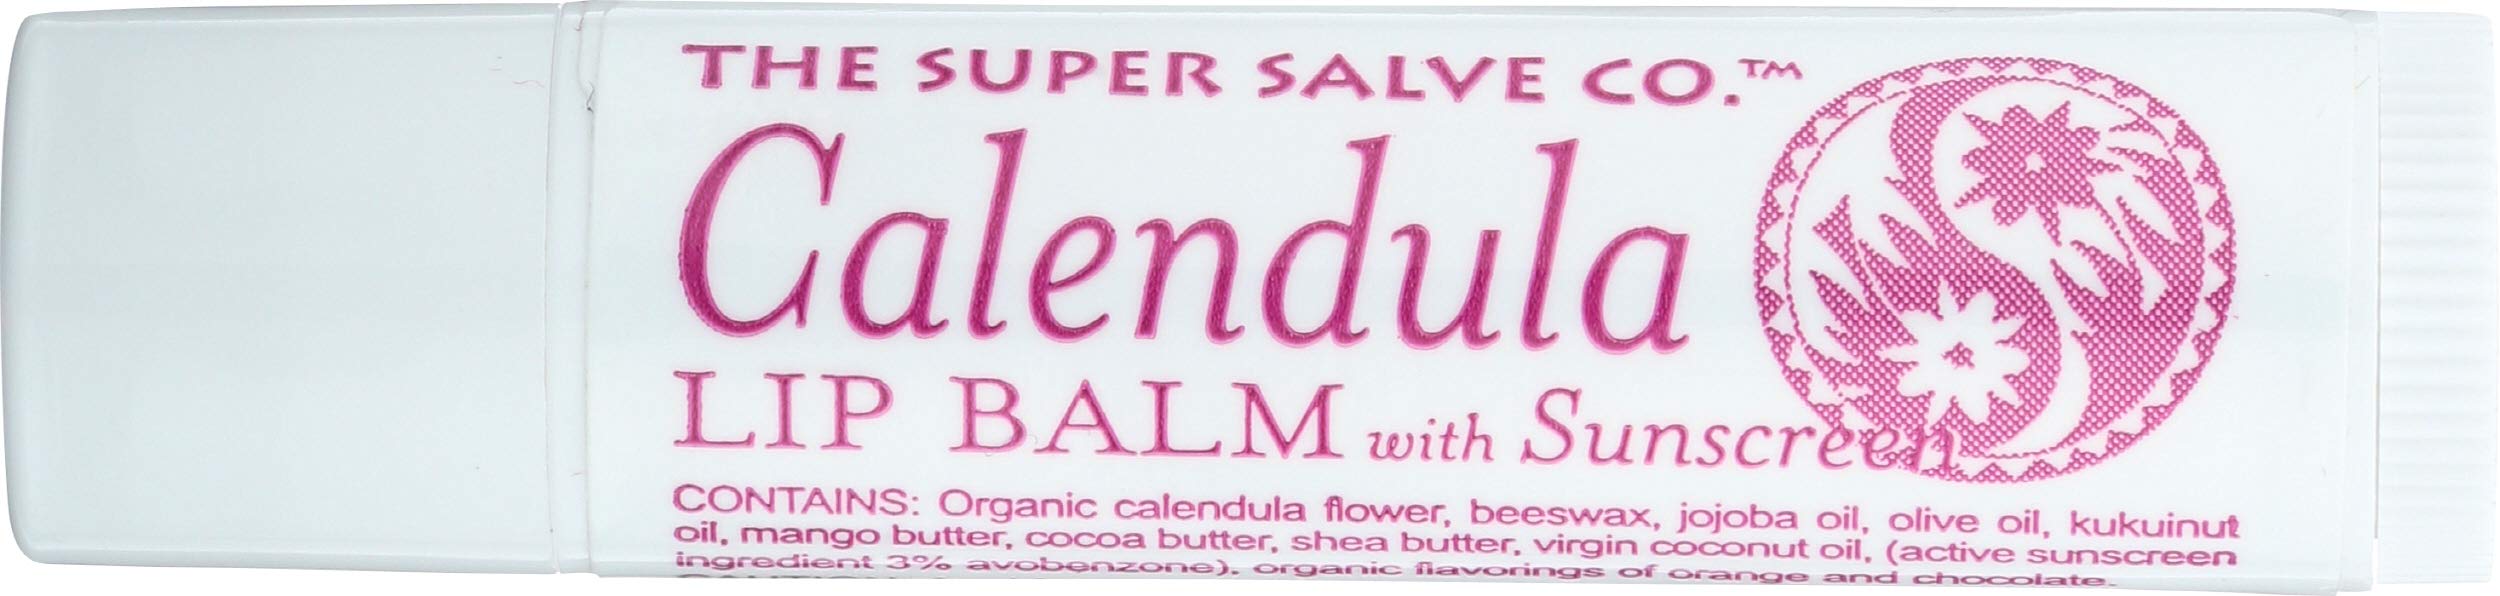 THE SUPER SALVE CO.™
Calendula
LIP BALM with Sunscreen
CONTAINS: Organic calendula flower, beeswax, jojoba oil, olive oil, kukuinut
oil, mango butter, cocoa butter, shea butter, virgin coconut oil, (active sunscreen
ingredient 3% avobenzone), organic flavorings of orange and chocolate.